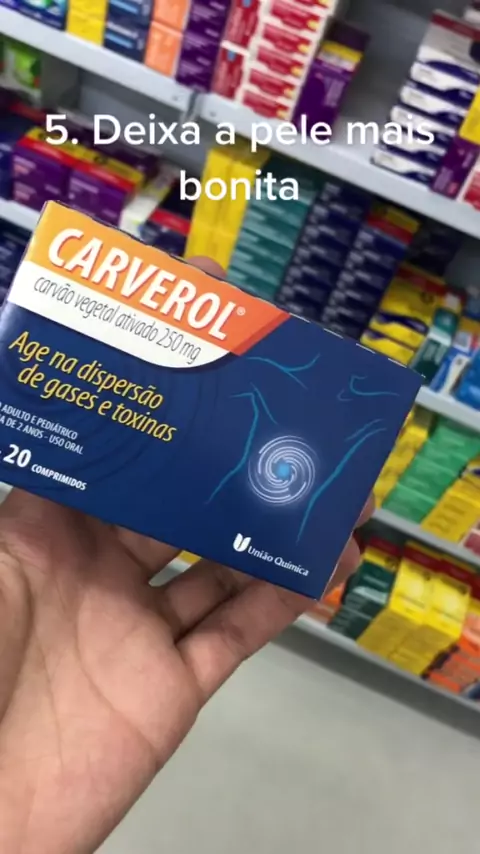 5. Deixa a pele mais
bonita
CARVEROL®
carvão vegetal ativado 250 mg
Age na dispersão
de gases e toxinas
ADULTO E PEDIÁTRICO
DE 2 ANOS - USO ORAL
20 COMPRIMIDOS
União Química